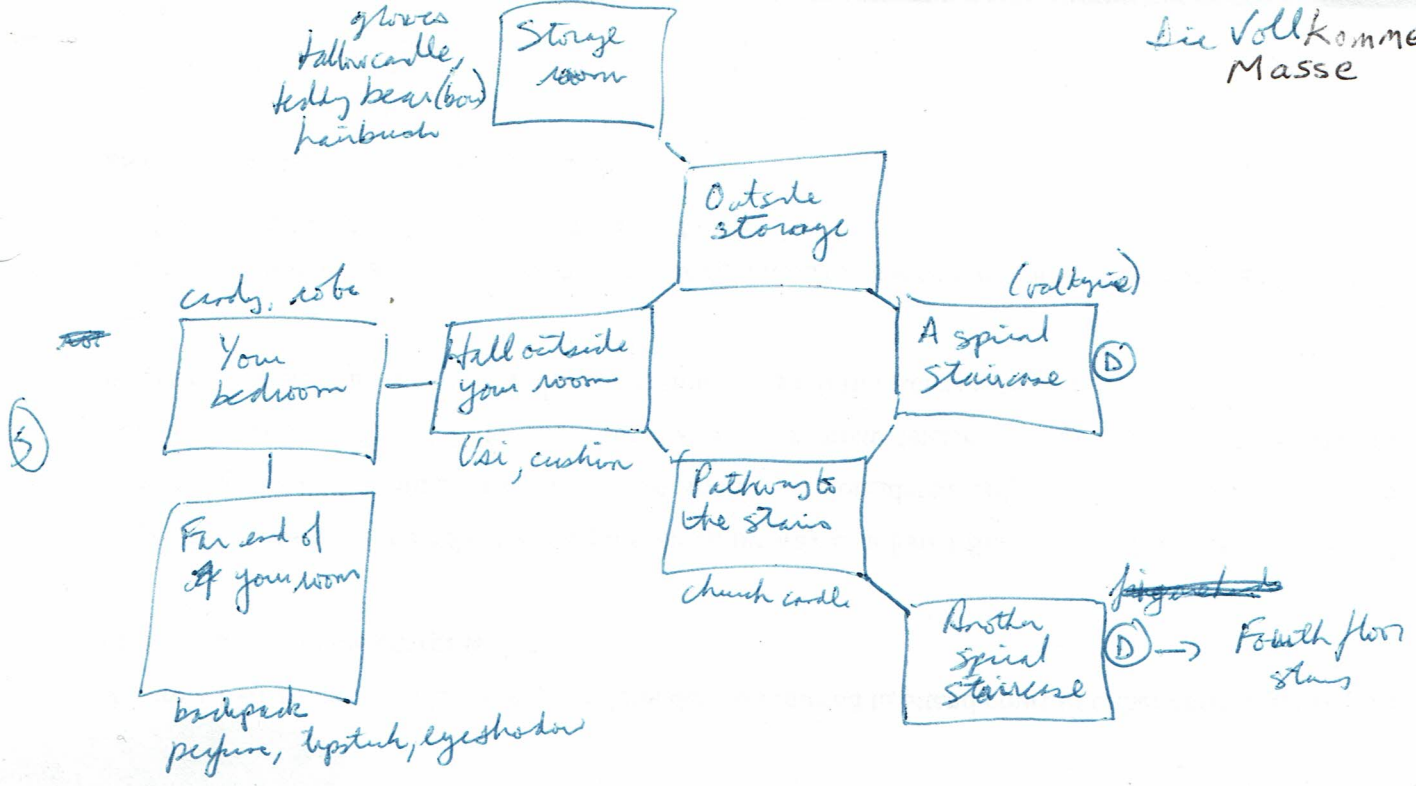 gloves
tallow candle,
teddy bear (bow)
hairbrush
Storage
room
Die Vollkomme
Masse
Outside
storage
candy, robe
Your
bedroom
Hall outside
your room
Usi, cushion
(valkyrie)
A spiral
staircase
D
5
Far end of
your room
backpack
perfume, lipstick, eyeshadow
Pathway to
the stairs
church candle
Another
spiral
staircase
D → Fourth floor
stairs